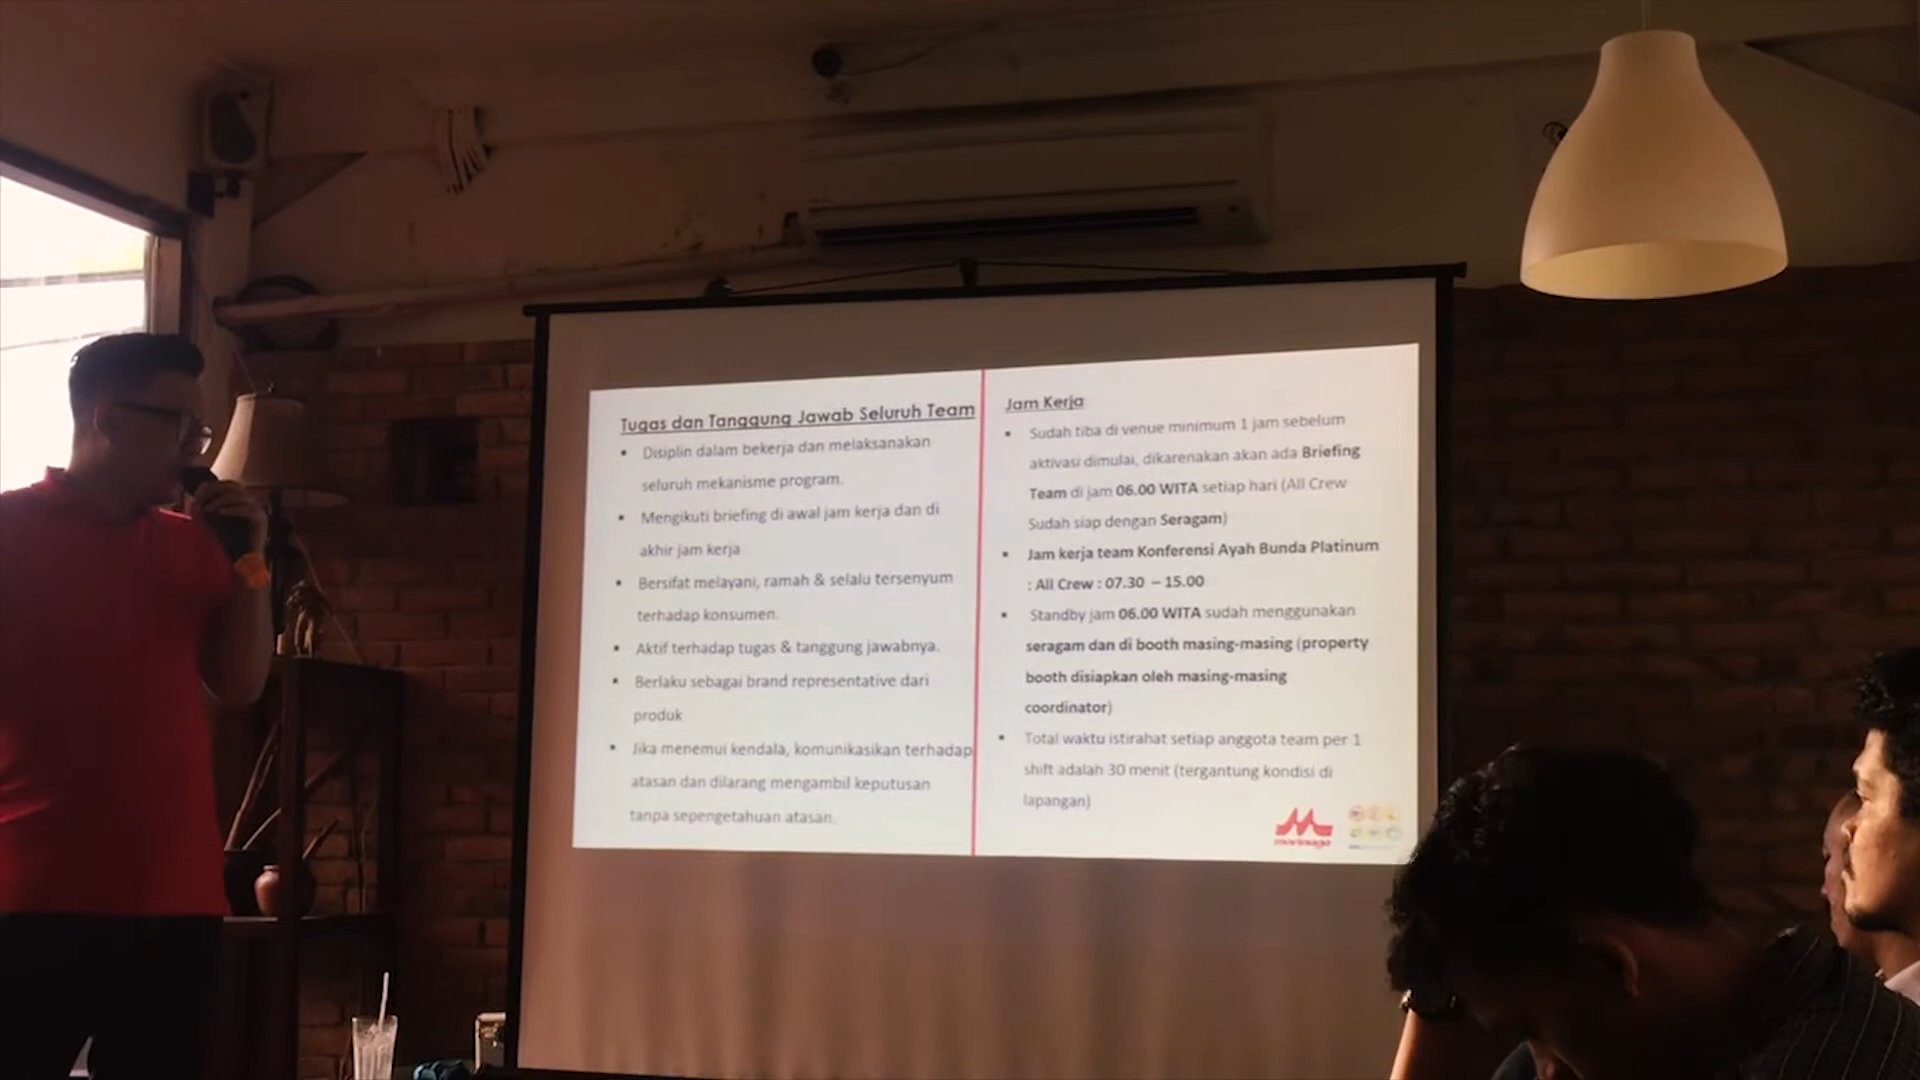 Tugas dan Tanggung Jawab Seluruh Team
▪ Disiplin dalam bekerja dan melaksanakan
seluruh mekanisme program.
▪ Mengikuti briefing di awal jam kerja dan di
akhir jam kerja
▪ Bersifat melayani, ramah & selalu tersenyum
terhadap konsumen.
▪ Aktif terhadap tugas & tanggung jawabnya.
▪ Berlaku sebagai brand representative dari
produk
▪ Jika menemui kendala, komunikasikan terhadap
atasan dan dilarang mengambil keputusan
tanpa sepengetahuan atasan.
Jam Kerja
▪ Sudah tiba di venue minimum 1 jam sebelum
aktivasi dimulai, dikarenakan akan ada Briefing
Team di jam 06.00 WITA setiap hari (All Crew
Sudah siap dengan Seragam)
▪ Jam kerja team Konferensi Ayah Bunda Platinum
: All Crew : 07.30 – 15.00
▪ Standby jam 06.00 WITA sudah menggunakan
seragam dan di booth masing-masing (property
booth disiapkan oleh masing-masing
coordinator)
▪ Total waktu istirahat setiap anggota team per 1
shift adalah 30 menit (tergantung kondisi di
lapangan)
morinaga